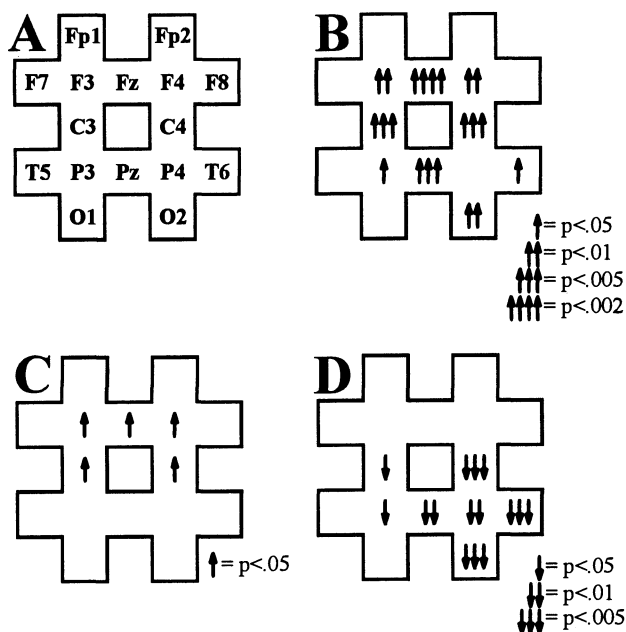 A
Fp1 Fp2
F7 F3 Fz F4 F8
C3 C4
T5 P3 Pz P4 T6
O1 O2
B
↑= p<.05
↑↑= p<.01
↑↑↑= p<.005
↑↑↑↑= p<.002
C
↑= p<.05
D
↓= p<.05
↓↓= p<.01
↓↓↓= p<.005